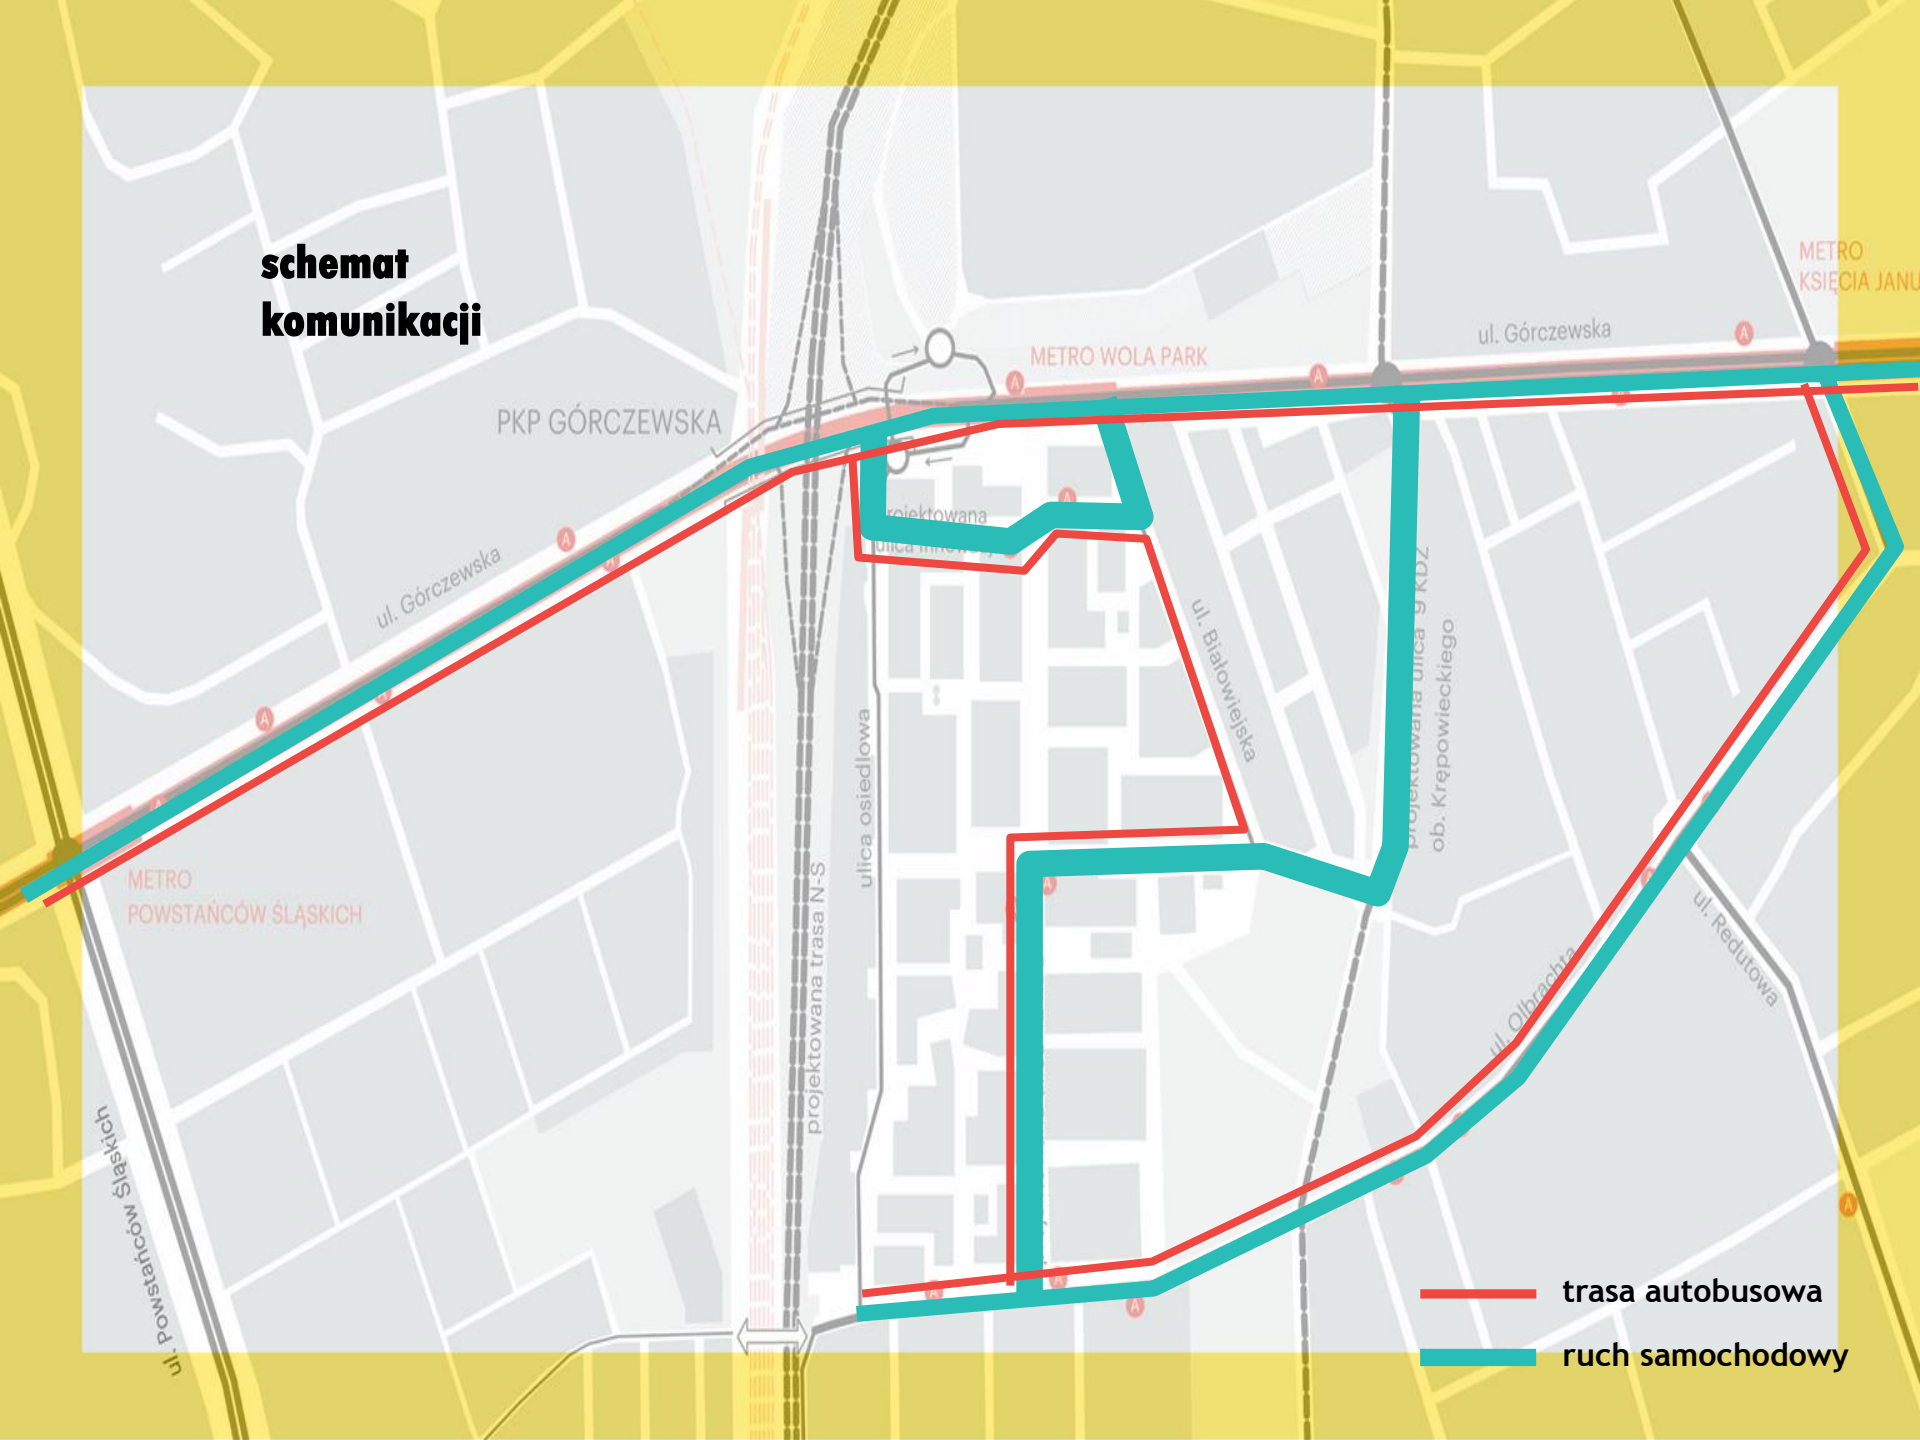 schemat
komunikacji
METRO
KSIĘCIA JANU
ul. Górczewska
A
METRO WOLA PARK
A
A
PKP GÓRCZEWSKA
A
rojektowana
ulica
A
ul. Górczewska
ul. Białowiejska
projektowana ulica 9 KDZ
ob. Krępowieckiego
A
ulica osiedlowa
METRO
POWSTAŃCÓW ŚLĄSKICH
projektowana trasa N-S
A
ul. Redutowa
ul. Olbrachta
ul. Powstańców Śląskich
A
A
A
A
trasa autobusowa
ruch samochodowy